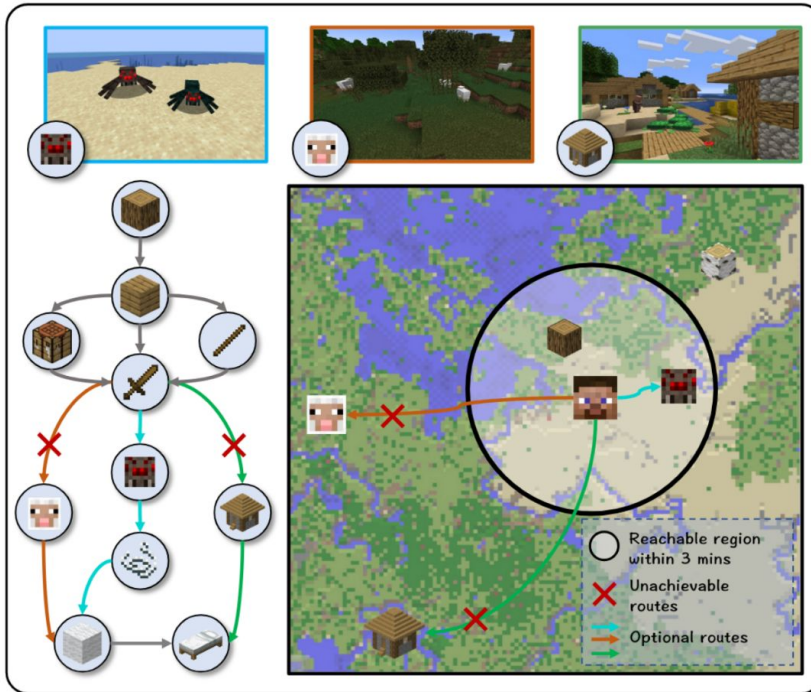 Reachable region
within 3 mins
Unachievable
routes
Optional routes